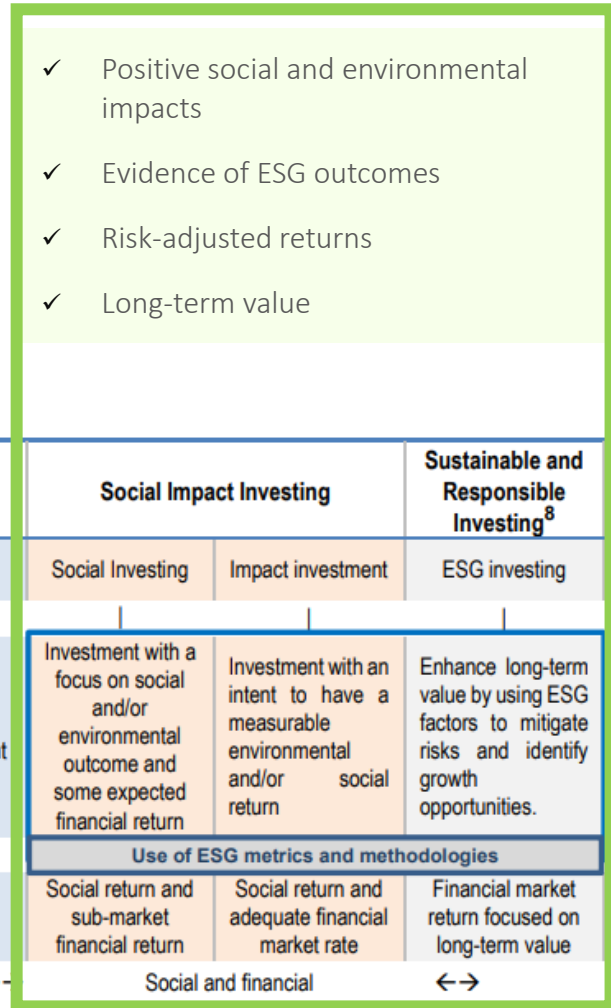 ✓ Positive social and environmental
impacts
✓ Evidence of ESG outcomes
✓ Risk-adjusted returns
✓ Long-term value
Social Impact Investing
Sustainable and
Responsible
Investing8
Social Investing
Impact investment
ESG investing
Investment with a
focus on social
and/or
environmental
outcome and
some expected
financial return
Investment with an
intent to have a
measurable
environmental
and/or social
return
Enhance long-term
value by using ESG
factors to mitigate
risks and identify
growth
opportunities.
Use of ESG metrics and methodologies
Social return and
sub-market
financial return
Social return and
adequate financial
market rate
Financial market
return focused on
long-term value
Social and financial
←→